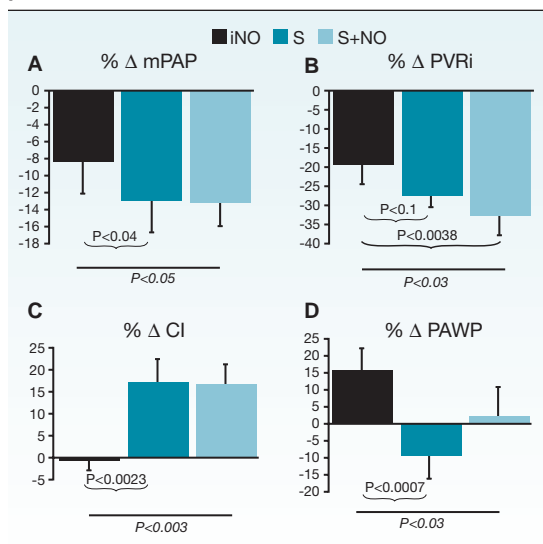 iNO S S+NO
A % Δ mPAP
0
-2
-4
-6
-8
-10
-12
-14
-16
-18
P<0.04
P<0.05
B % Δ PVRi
0
-5
-10
-15
-20
-25
-30
-35
-40
P<0.1
P<0.0038
P<0.03
C % Δ CI
25
20
15
10
5
0
-5
P<0.0023
P<0.003
D % Δ PAWP
25
20
15
10
5
0
-5
-10
-15
-20
P<0.0007
P<0.03